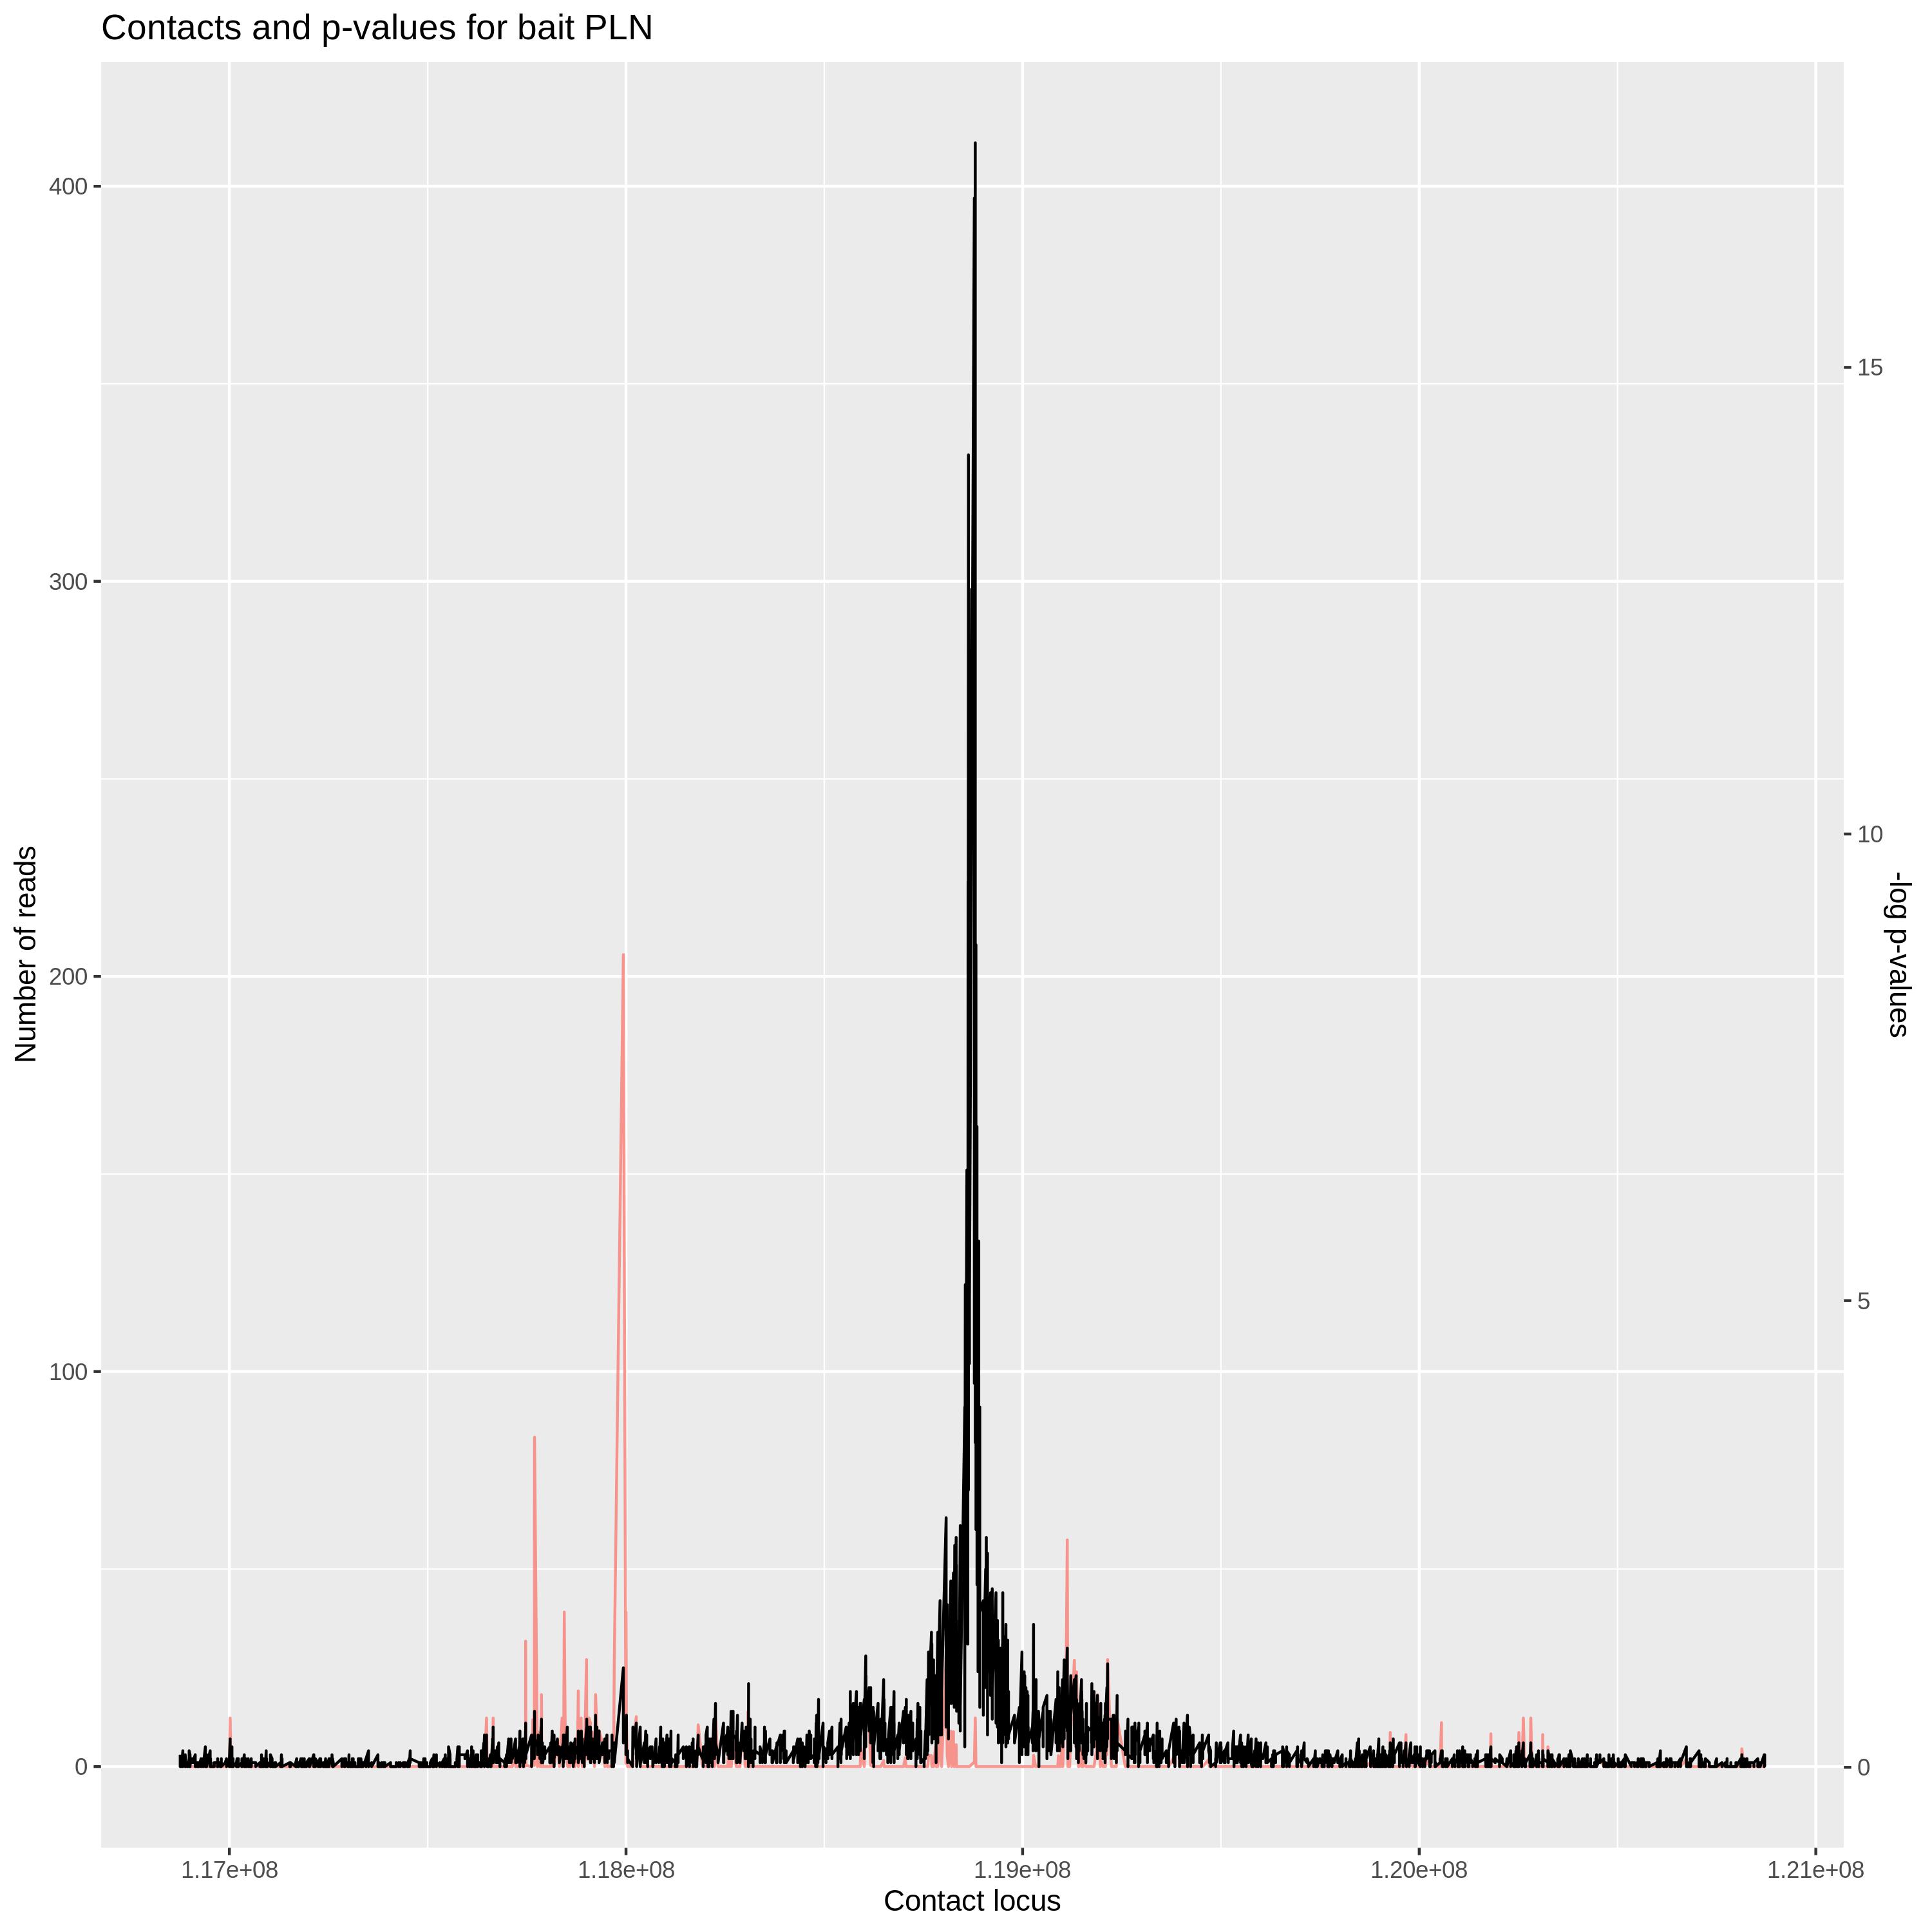 Contacts and p-values for bait PLN
400
300
200
100
0
Number of reads
15
10
5
0
-log p-values
1.17e+08
1.18e+08
1.19e+08
1.20e+08
1.21e+08
Contact locus